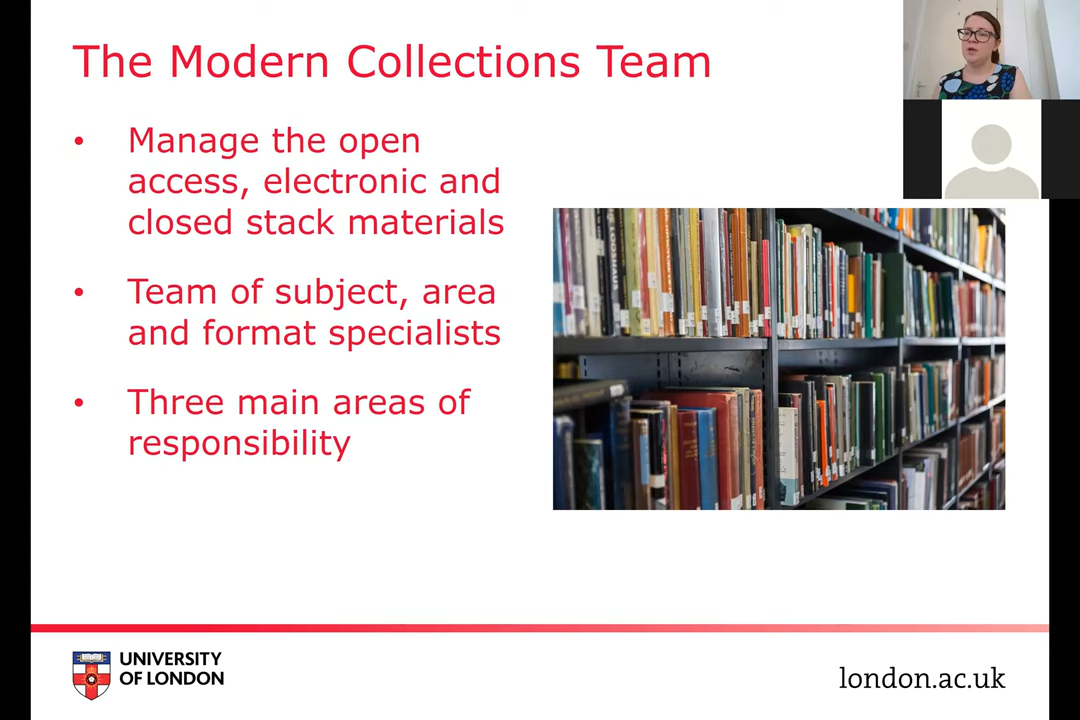 The Modern Collections Team
• Manage the open
access, electronic and
closed stack materials
• Team of subject, area
and format specialists
• Three main areas of
responsibility
UNIVERSITY
OF LONDON
london.ac.uk